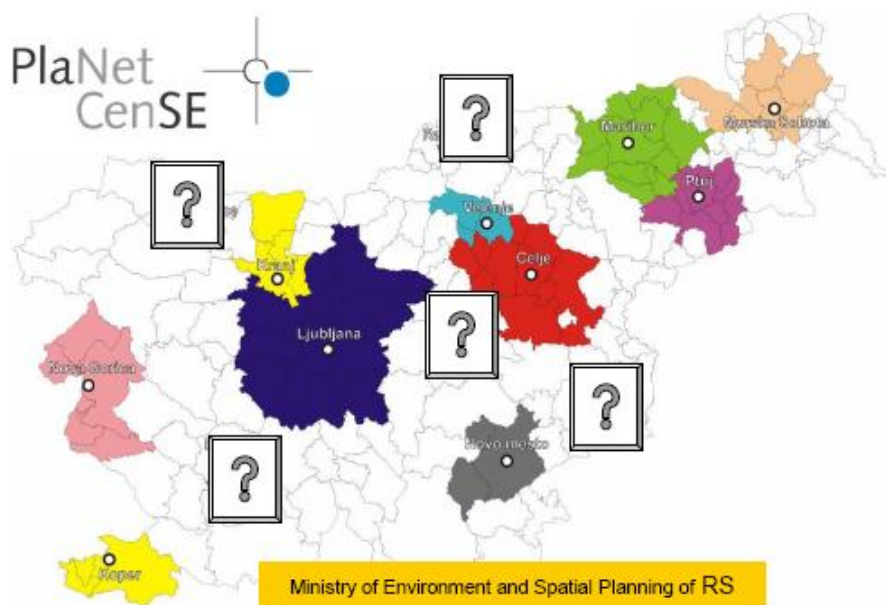 PlaNet
CenSE
?
Maribor
Murska Sobota
?
Ptuj
Velenje
Kranj
Celje
?
Ljubljana
Nova Gorica
?
Novo mesto
?
Koper
Ministry of Environment and Spatial Planning of RS